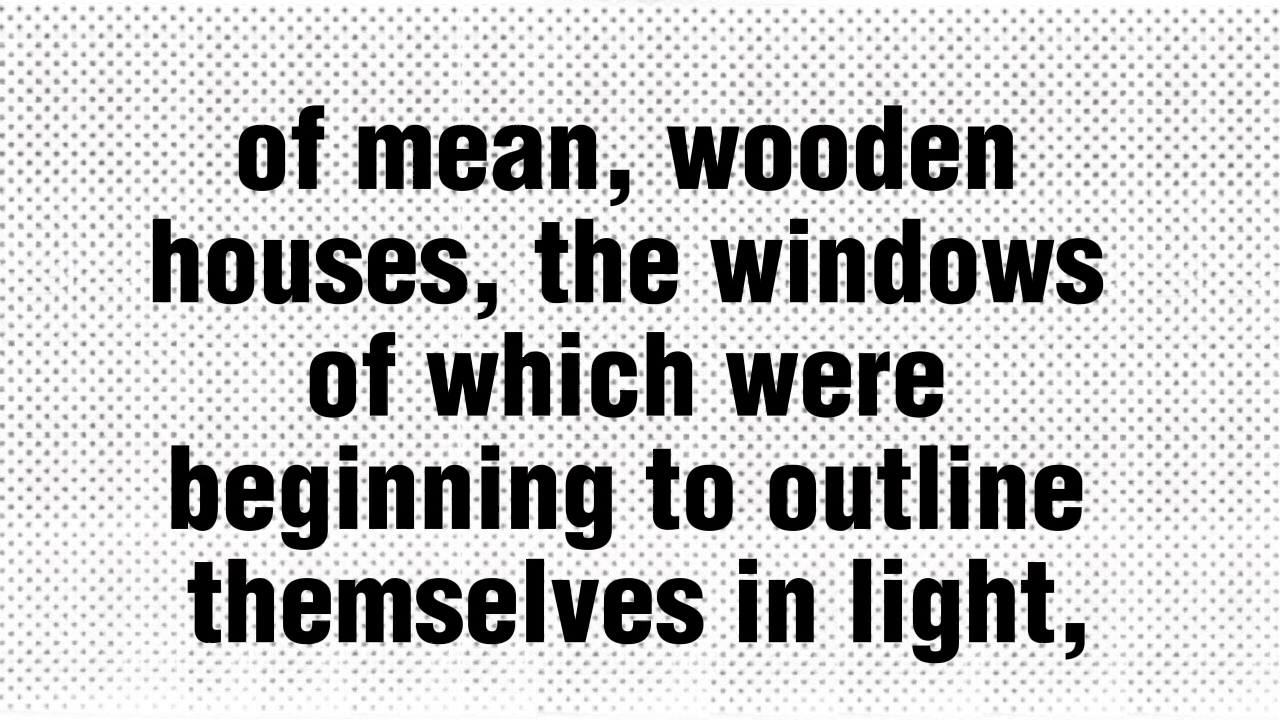 of mean, wooden
houses, the windows
of which were
beginning to outline
themselves in light,